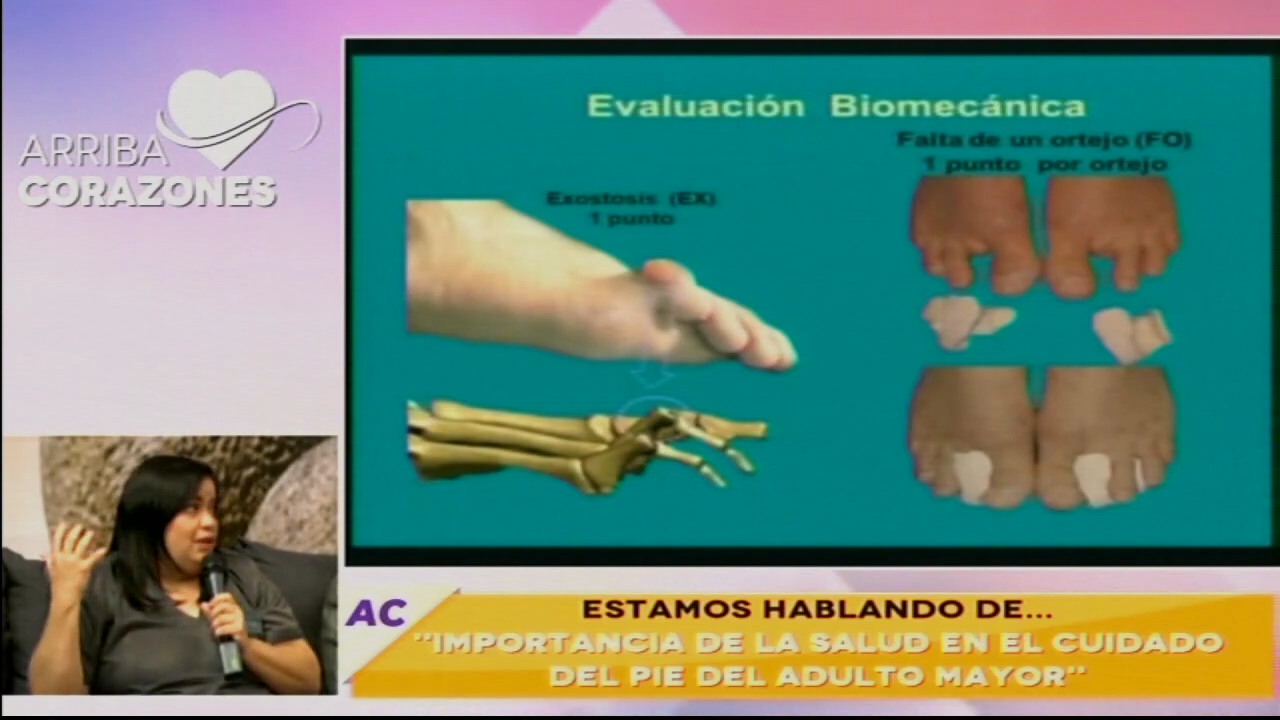 ARRIBA
CORAZONES
Evaluación Biomecánica
Falta de un ortejo (FO)
1 punto por ortejo
Exostosis (EX)
1 punto
AC
ESTAMOS HABLANDO DE...
"IMPORTANCIA DE LA SALUD EN EL CUIDADO
DEL PIE DEL ADULTO MAYOR"